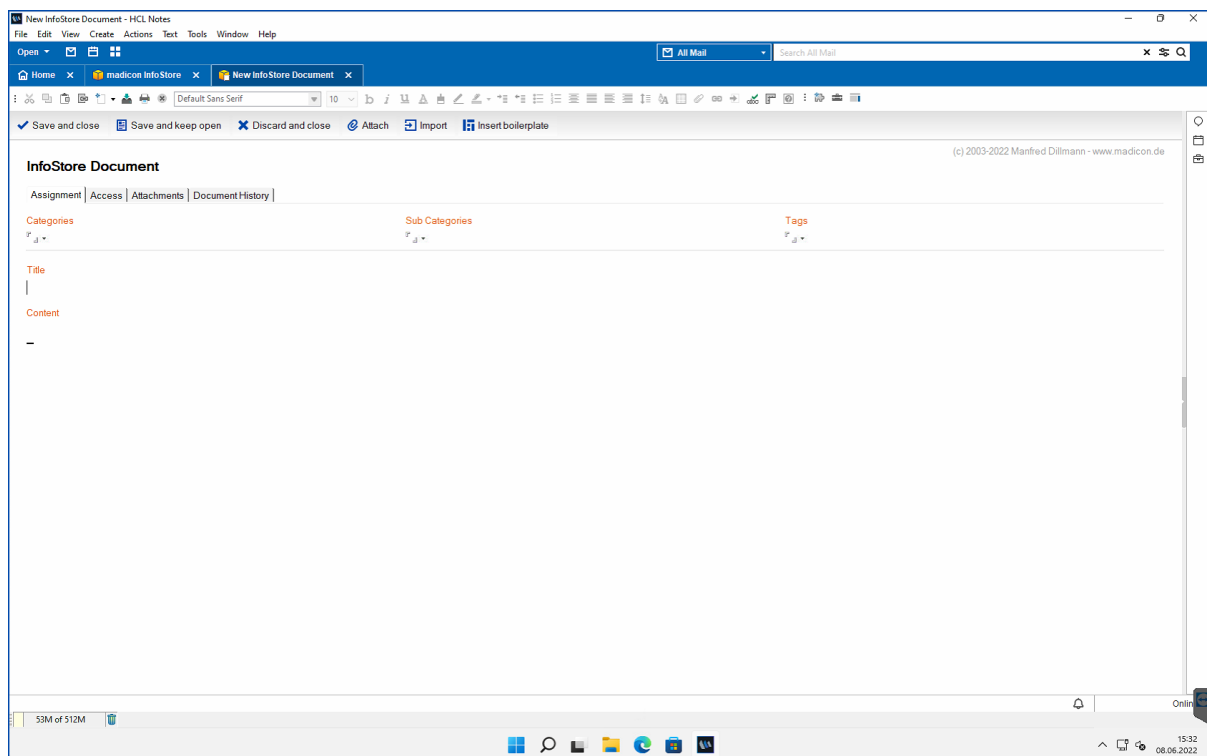 New InfoStore Document - HCL Notes
File Edit View Create Actions Text Tools Window Help
Open All Mail Search All Mail
Home madicon InfoStore New InfoStore Document
Default Sans Serif 10
Save and close Save and keep open Discard and close Attach Import Insert boilerplate
(c) 2003-2022 Manfred Dillmann - www.madicon.de
InfoStore Document
Assignment Access Attachments Document History
Categories Sub Categories Tags
Title
Content
Onlin
53M of 512M
15:32
08.06.2022